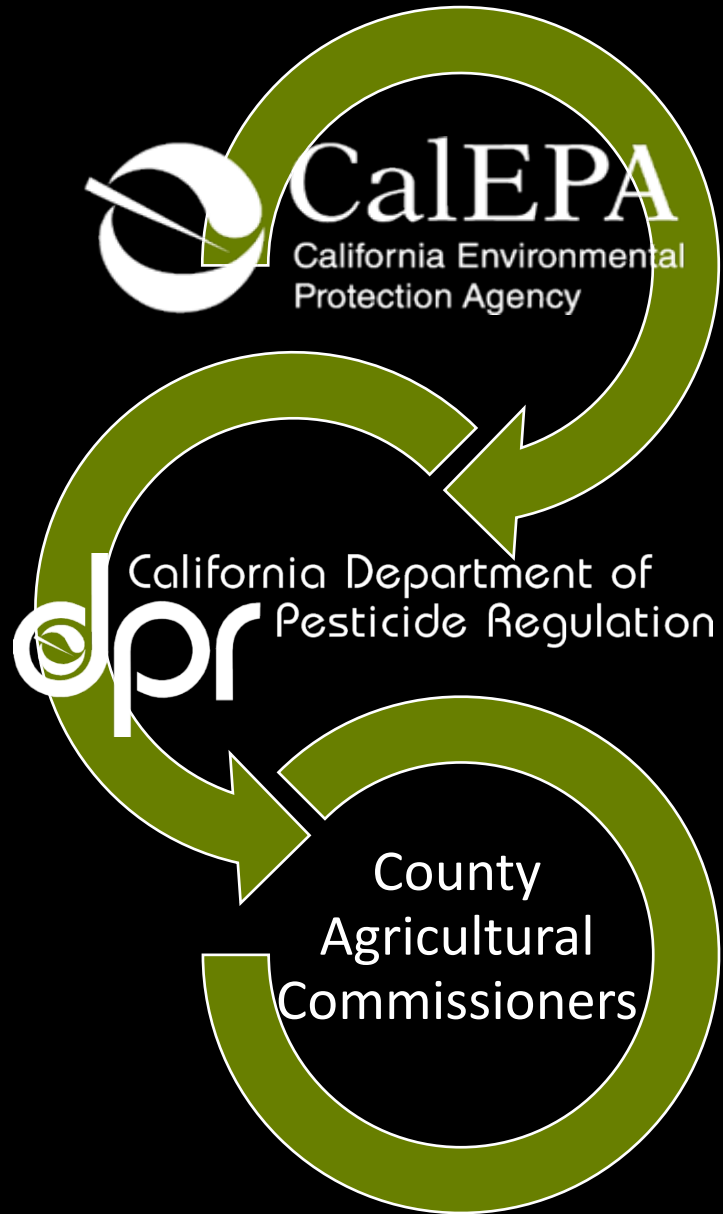 CalEPA
California Environmental
Protection Agency
dpr
California Department of
Pesticide Regulation
County
Agricultural
Commissioners